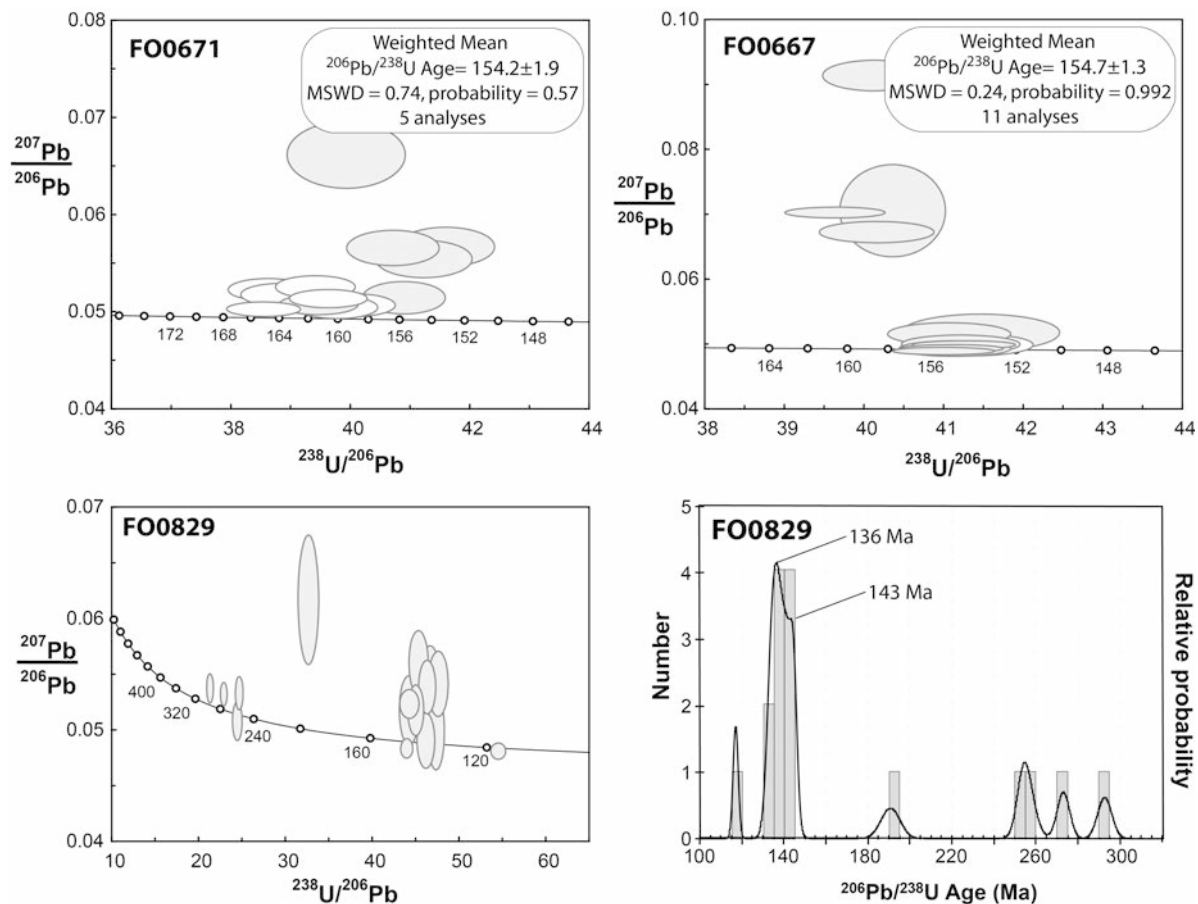 FO0671
Weighted Mean
²⁰⁶Pb/²³⁸U Age= 154.2±1.9
MSWD = 0.74, probability = 0.57
5 analyses
0.08
0.07
0.06
0.05
0.04
²⁰⁷Pb
²⁰⁶Pb
172 168 164 160 156 152 148
36 38 40 42 44
²³⁸U/²⁰⁶Pb
FO0667
Weighted Mean
²⁰⁶Pb/²³⁸U Age= 154.7±1.3
MSWD = 0.24, probability = 0.992
11 analyses
0.10
0.08
0.06
0.04
²⁰⁷Pb
²⁰⁶Pb
164 160 156 152 148
38 39 40 41 42 43 44
²³⁸U/²⁰⁶Pb
FO0829
0.07
0.06
0.05
0.04
²⁰⁷Pb
²⁰⁶Pb
400 320 240 160 120
10 20 30 40 50 60
²³⁸U/²⁰⁶Pb
FO0829
136 Ma
143 Ma
5
4
3
2
1
0
Number
Relative probability
100 140 180 220 260 300
²⁰⁶Pb/²³⁸U Age (Ma)